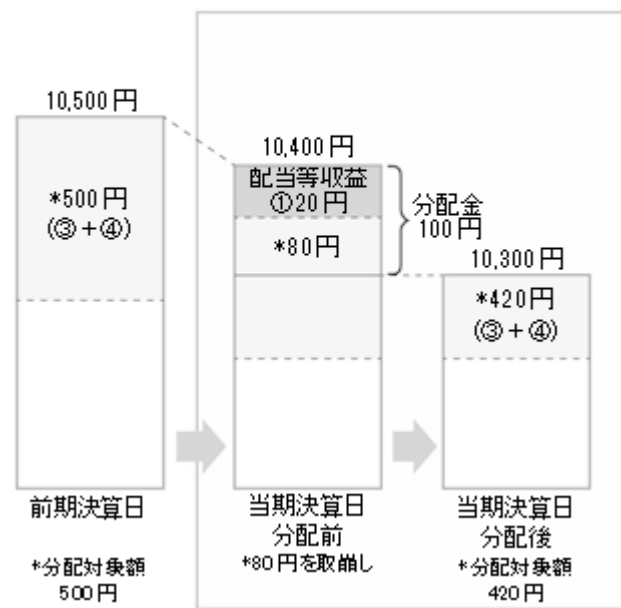 10,500円
*500円
(③+④)
前期決算日
*分配対象額
500円
10,400円
配当等収益
①20円
*80円
分配金
100円
当期決算日
分配前
*80円を取崩し
10,300円
*420円
(③+④)
当期決算日
分配後
*分配対象額
420円